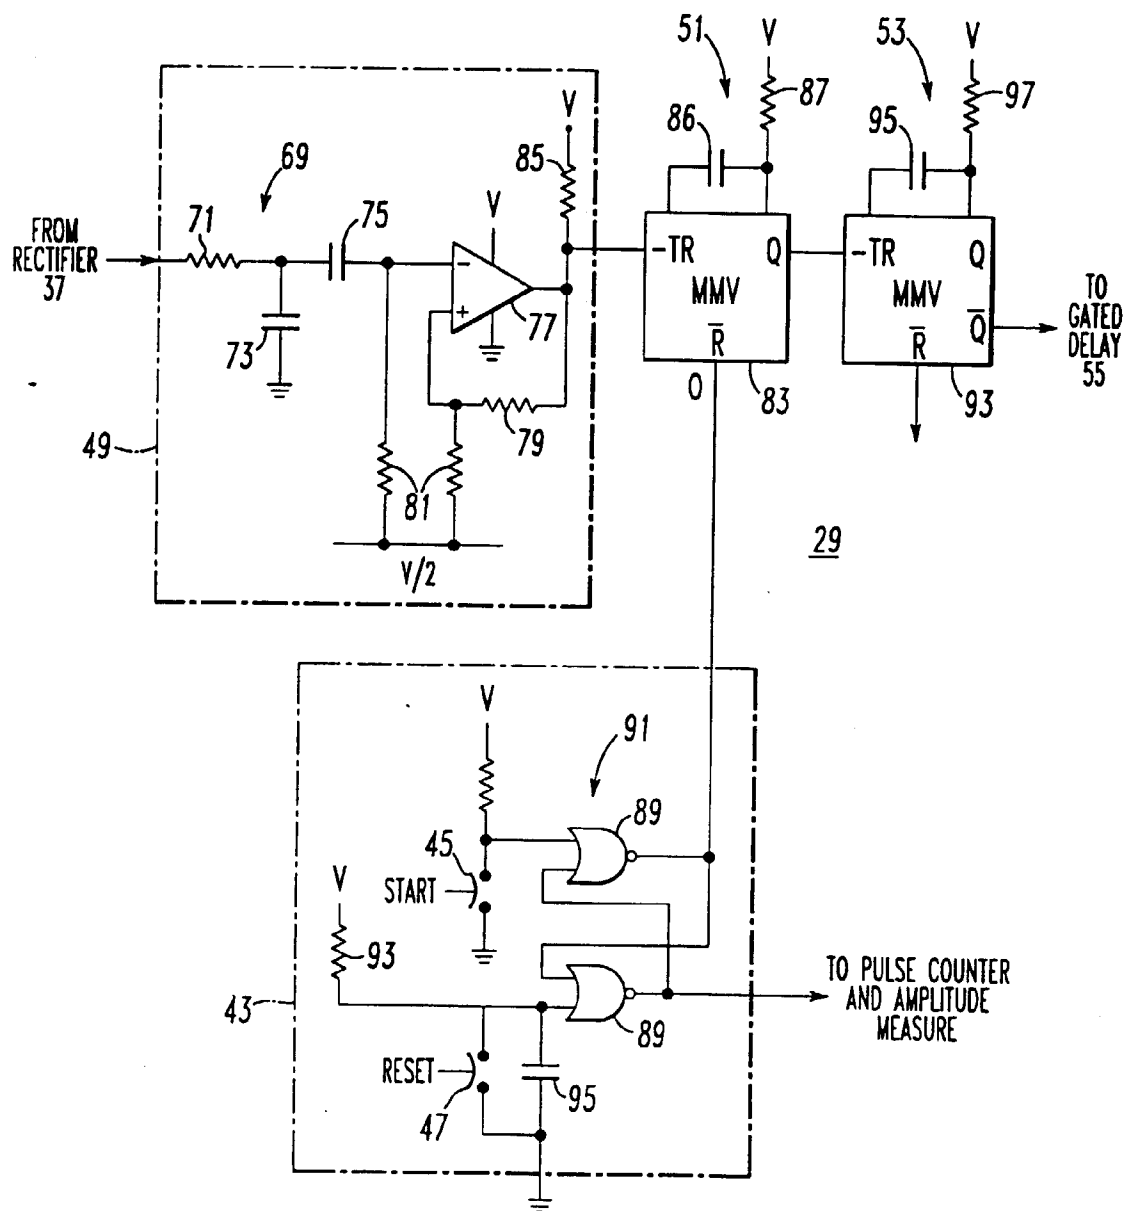 51
V
53
V
87
97
86
95
V
85
69
V
71
75
FROM
RECTIFIER
37
-TR
Q
MMV
R̅
-TR
Q
MMV
Q̅
R̅
TO
GATED
DELAY
55
-
+
77
73
O
83
93
79
49
81
V/2
29
V
91
89
45
START
V
93
43
TO PULSE COUNTER
AND AMPLITUDE
MEASURE
89
RESET
47
95